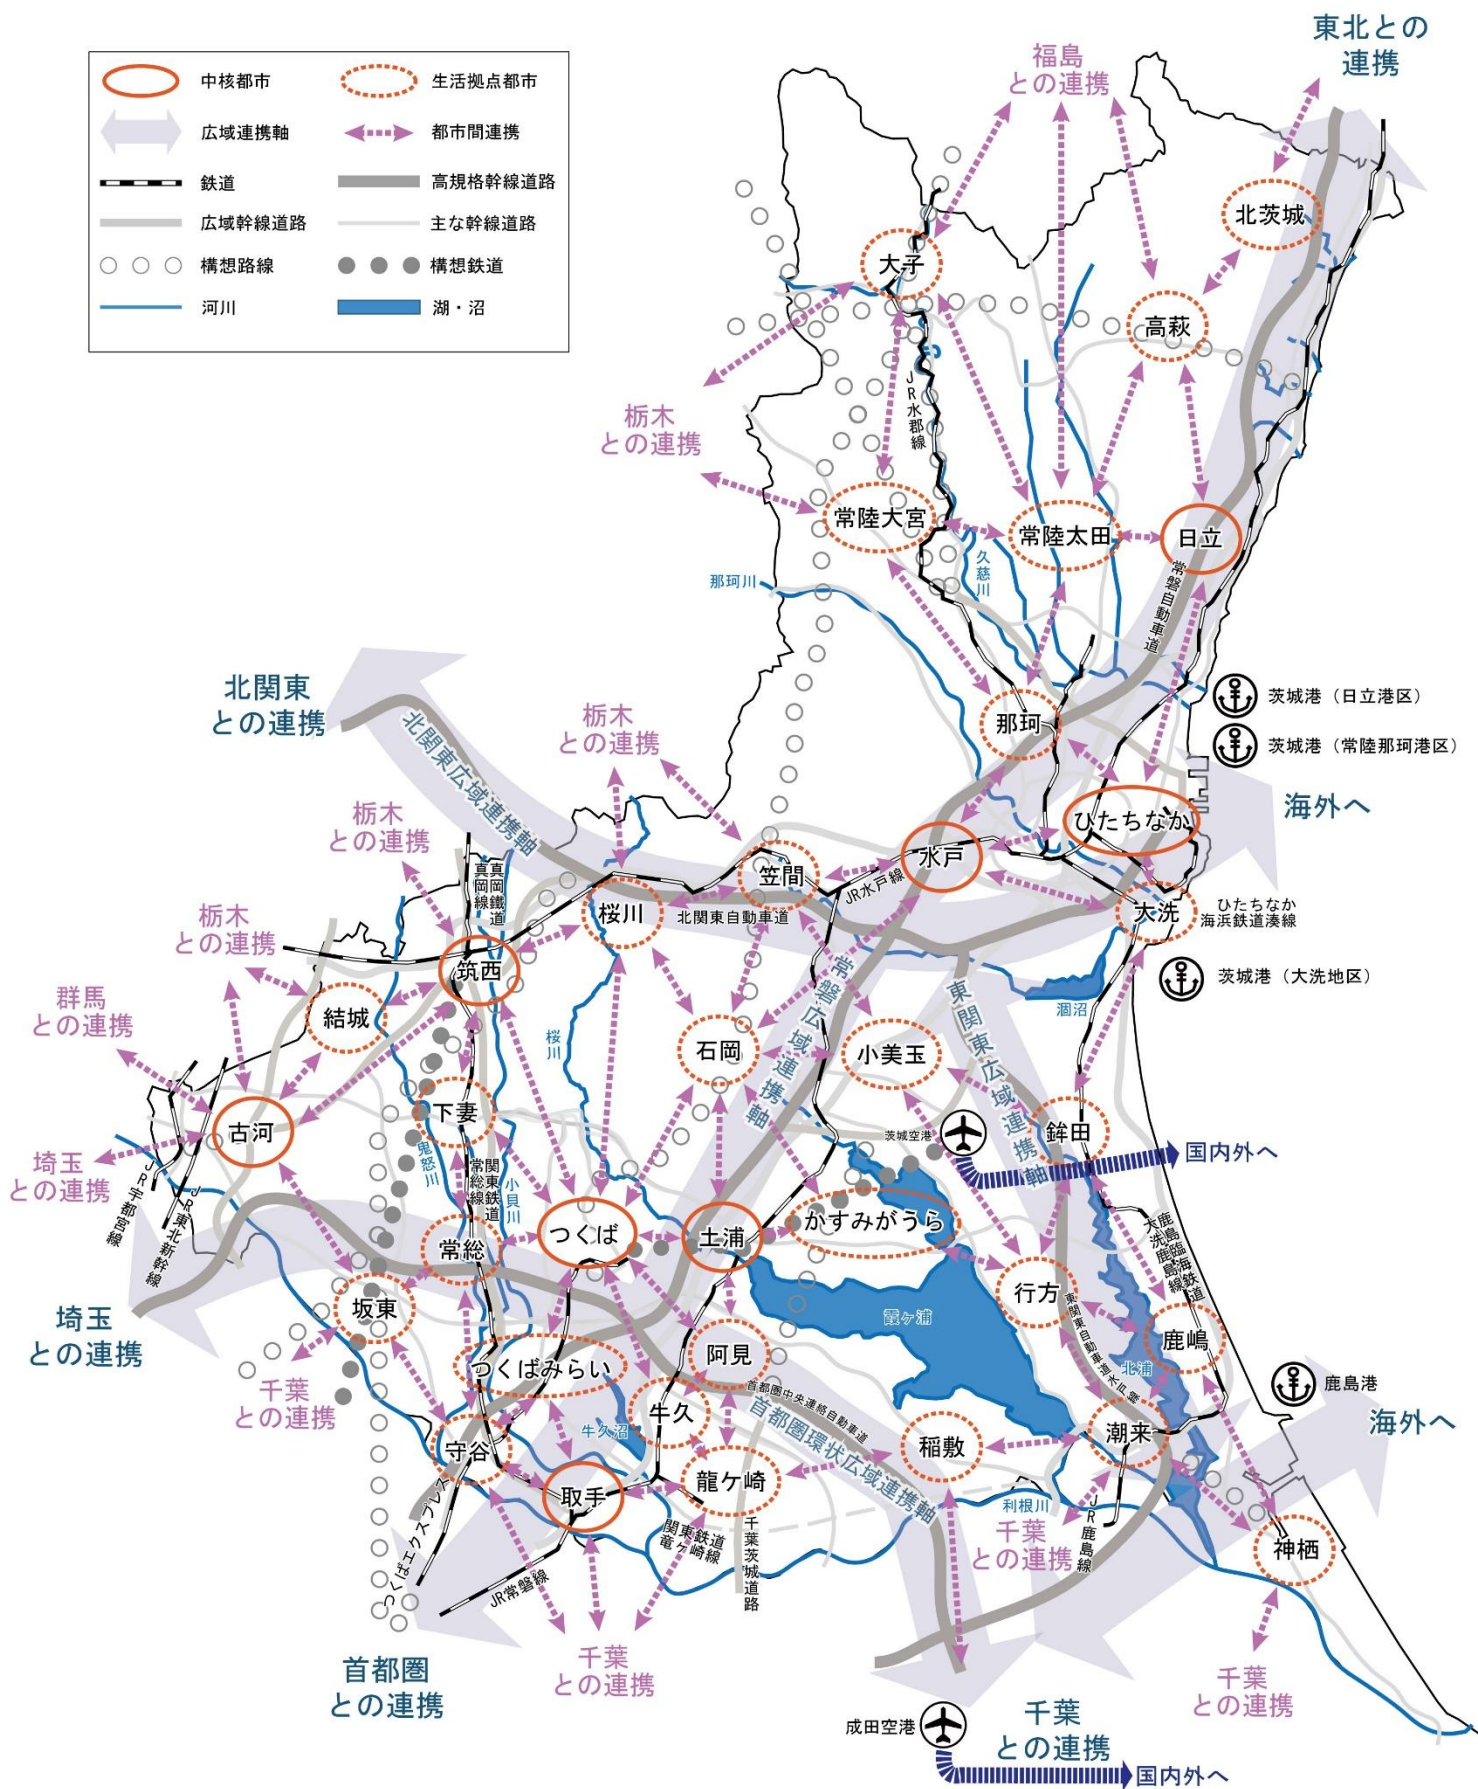 東北との
連携
福島
との連携
中核都市
生活拠点都市
広域連携軸
都市間連携
鉄道
高規格幹線道路
広域幹線道路
主な幹線道路
構想路線
構想鉄道
河川
湖・沼
北茨城
大子
高萩
JR水郡線
栃木
との連携
常陸大宮
常陸太田
日立
久慈川
那珂川
常磐自動車道
北関東
との連携
茨城港（日立港区）
茨城港（常陸那珂港区）
栃木
との連携
那珂
北関東広域連携軸
海外へ
栃木
との連携
ひたちなか
水戸
笠間
JR水戸線
真岡鐵道
真岡線
桜川
北関東自動車道
大洗
ひたちなか
海浜鉄道湊線
栃木
との連携
筑西
茨城港（大洗地区）
群馬
との連携
結城
常磐広域連携軸
東関東広域連携軸
涸沼
桜川
石岡
小美玉
下妻
古河
茨城空港
鉾田
国内外へ
埼玉
との連携
鬼怒川
関東鉄道
常総線
小貝川
JR宇都宮線
JR東北新幹線
つくば
土浦
かすみがうら
常総
鹿島臨海鉄道
大洗鹿島線
行方
坂東
霞ヶ浦
東関東自動車道水戸線
埼玉
との連携
阿見
鹿嶋
北浦
つくばみらい
千葉
との連携
首都圏中央連絡自動車道
鹿島港
牛久
首都圏環状広域連携軸
海外へ
牛久沼
潮来
稲敷
守谷
龍ケ崎
取手
利根川
千葉
との連携
JR鹿島線
つくばエクスプレス
関東鉄道
竜ヶ崎線
千葉茨城道路
神栖
JR常磐線
首都圏
との連携
千葉
との連携
千葉
との連携
成田空港
千葉
との連携
国内外へ